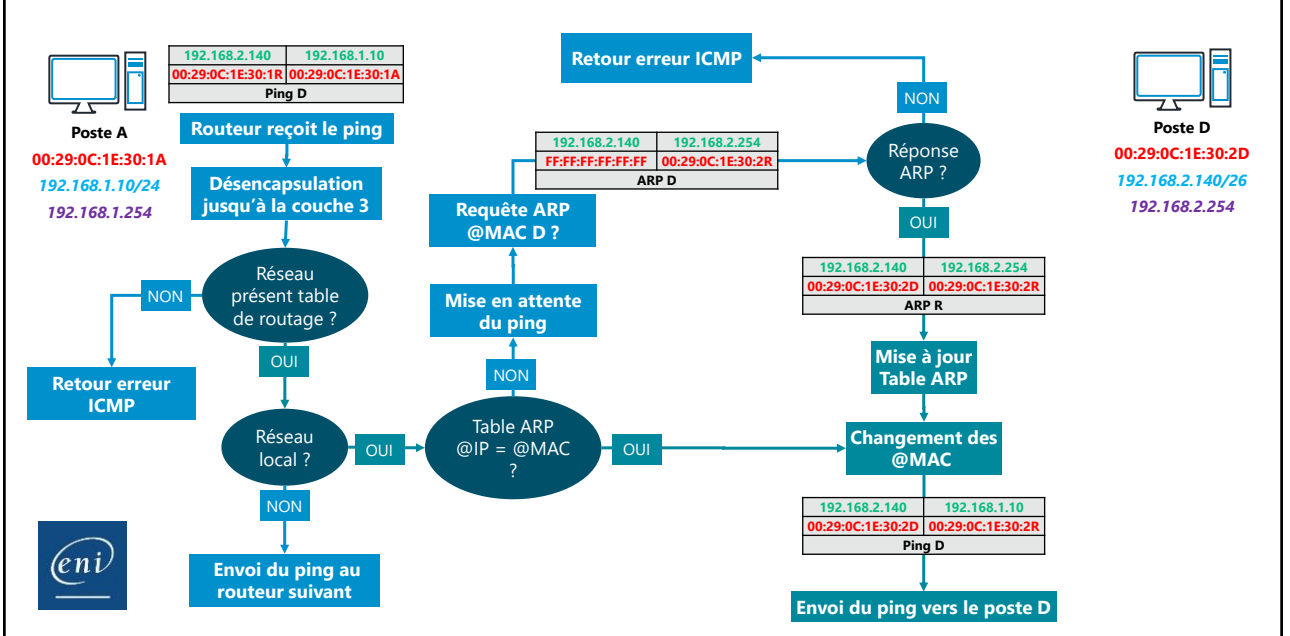 Poste A
00:29:0C:1E:30:1A
192.168.1.10/24
192.168.1.254
192.168.2.140 192.168.1.10
00:29:0C:1E:30:1R 00:29:0C:1E:30:1A
Ping D
Routeur reçoit le ping
Désencapsulation
jusqu'à la couche 3
Réseau
présent table
de routage ?
NON
Retour erreur
ICMP
OUI
Réseau
local ?
NON
Envoi du ping au
routeur suivant
OUI
Table ARP
@IP = @MAC
?
NON
Mise en attente
du ping
Requête ARP
@MAC D ?
192.168.2.140 192.168.2.254
FF:FF:FF:FF:FF:FF 00:29:0C:1E:30:2R
ARP D
Réponse
ARP ?
NON
Retour erreur ICMP
OUI
192.168.2.140 192.168.2.254
00:29:0C:1E:30:2D 00:29:0C:1E:30:2R
ARP R
Mise à jour
Table ARP
OUI
Changement des
@MAC
192.168.2.140 192.168.1.10
00:29:0C:1E:30:2D 00:29:0C:1E:30:2R
Ping D
Envoi du ping vers le poste D
Poste D
00:29:0C:1E:30:2D
192.168.2.140/26
192.168.2.254
eni